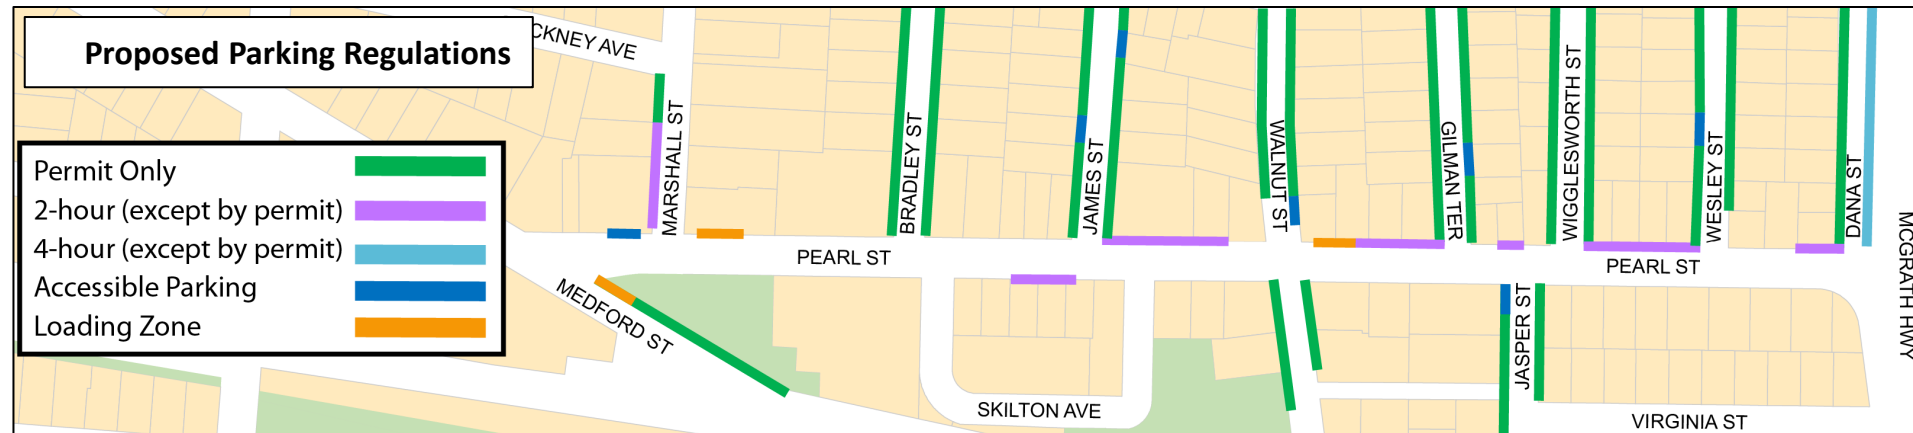 Proposed Parking Regulations
CKNEY AVE
Permit Only
2-hour (except by permit)
4-hour (except by permit)
Accessible Parking
Loading Zone
MARSHALL ST
BRADLEY ST
JAMES ST
WALNUT ST
GILMAN TER
WIGGLESWORTH ST
WESLEY ST
DANA ST
MCGRATH HWY
PEARL ST
PEARL ST
MEDFORD ST
JASPER ST
SKILTON AVE
VIRGINIA ST